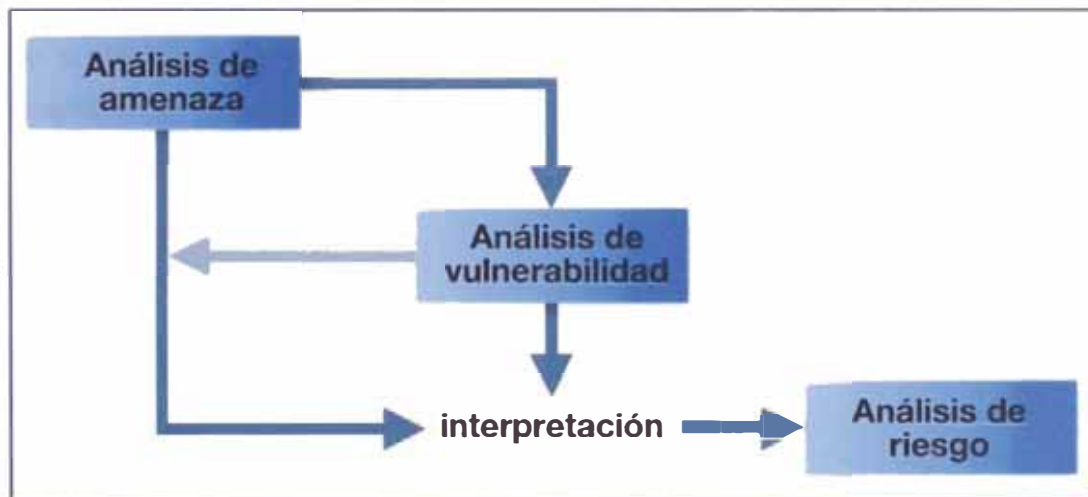 Análisis de
amenaza
Análisis de
vulnerabilidad
interpretación
Análisis de
riesgo